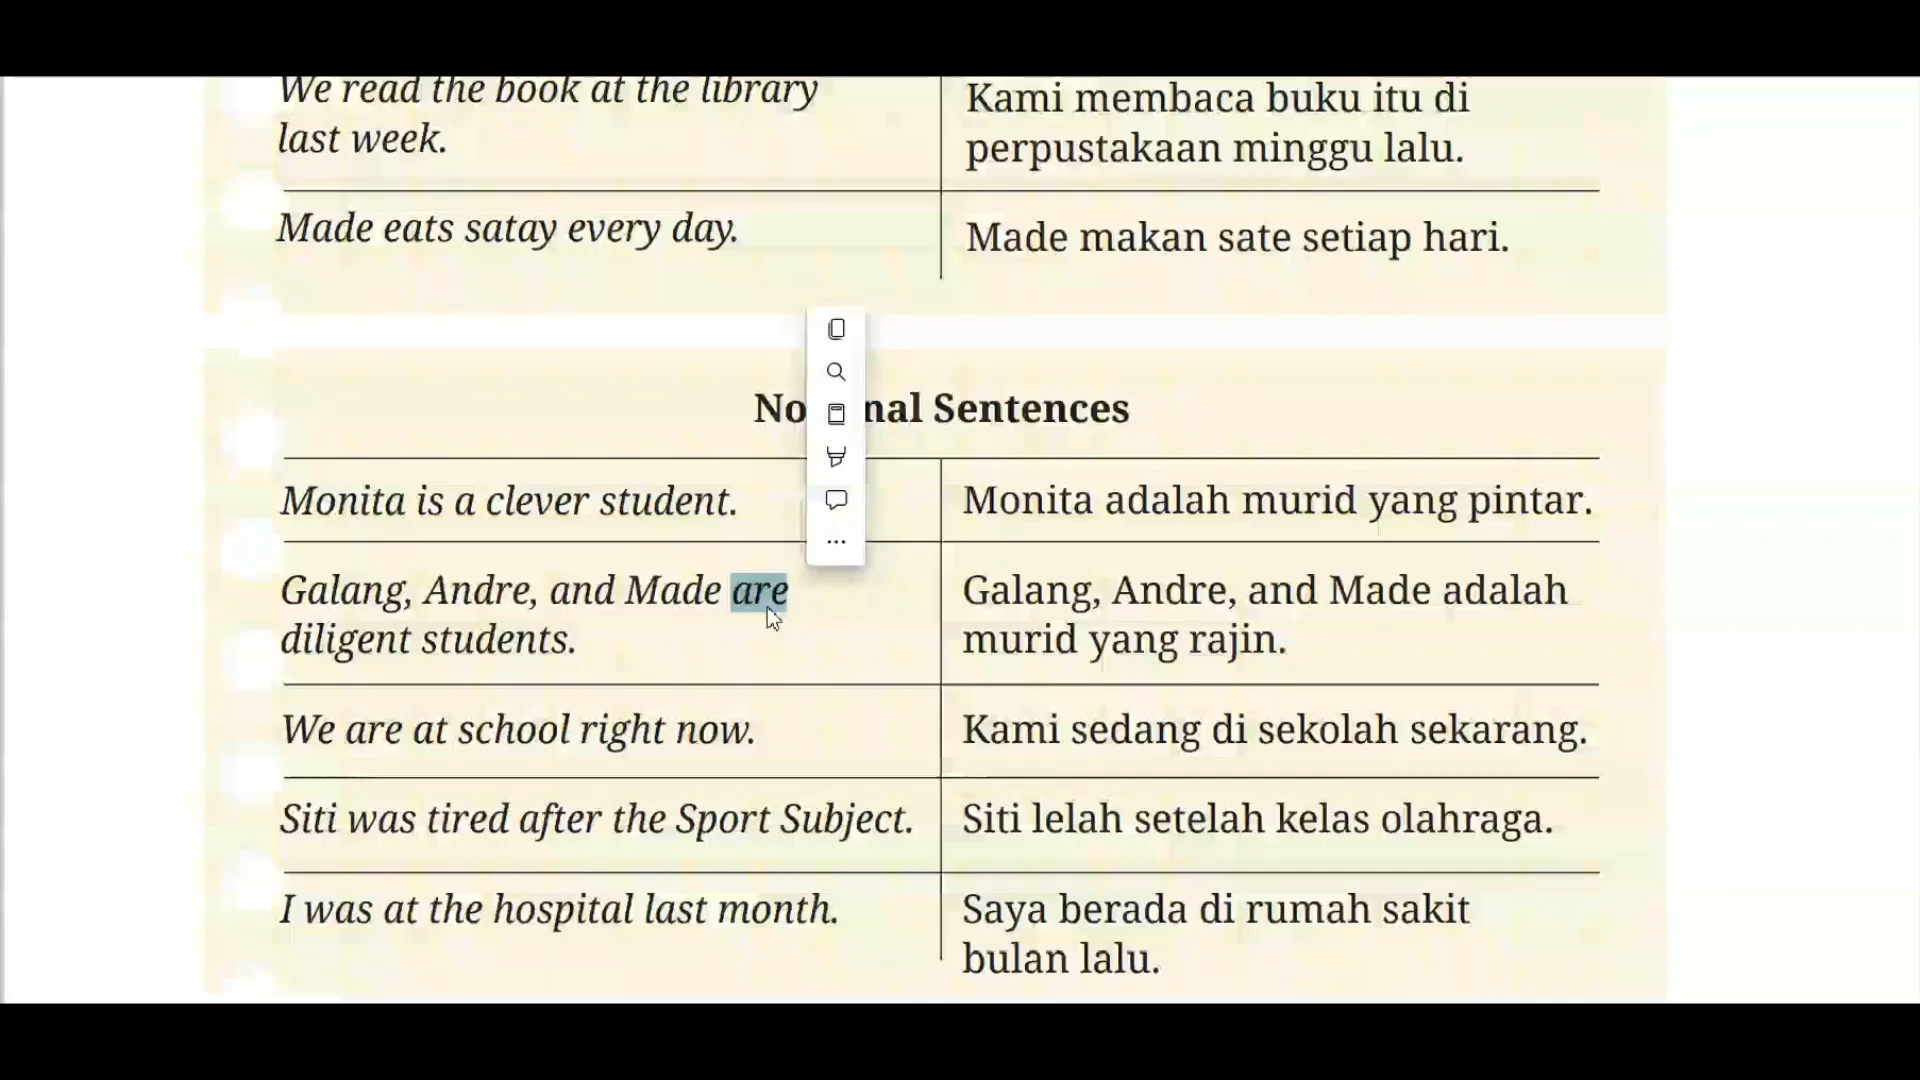 We read the book at the library
last week.
Kami membaca buku itu di
perpustakaan minggu lalu.
Made eats satay every day.
Made makan sate setiap hari.
No nal Sentences
Monita is a clever student.
Monita adalah murid yang pintar.
Galang, Andre, and Made are
diligent students.
Galang, Andre, and Made adalah
murid yang rajin.
We are at school right now.
Kami sedang di sekolah sekarang.
Siti was tired after the Sport Subject.
Siti lelah setelah kelas olahraga.
I was at the hospital last month.
Saya berada di rumah sakit
bulan lalu.